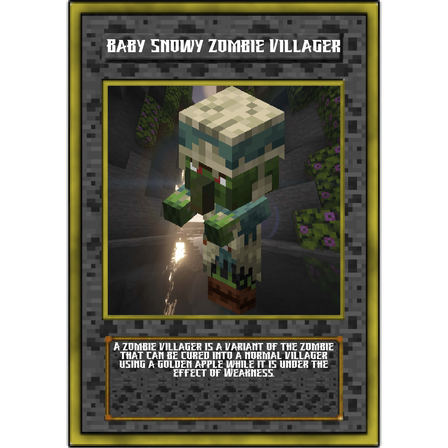 Baby Snowy Zombie Villager
A zombie villager is a variant of the zombie
that can be cured into a normal villager
using a golden apple while it is under the
effect of Weakness.